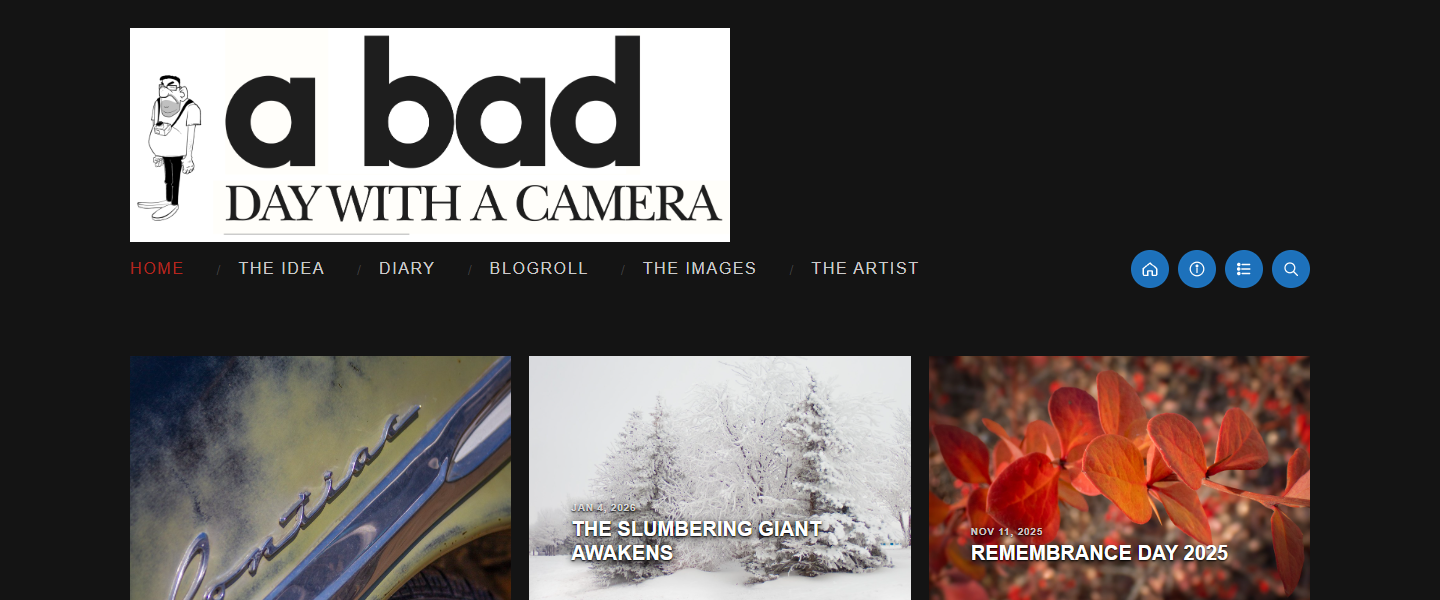 a bad
DAY WITH A CAMERA
HOME / THE IDEA / DIARY / BLOGROLL / THE IMAGES / THE ARTIST
Pontiac
JAN 4, 2026
THE SLUMBERING GIANT
AWAKENS
NOV 11, 2025
REMEMBRANCE DAY 2025